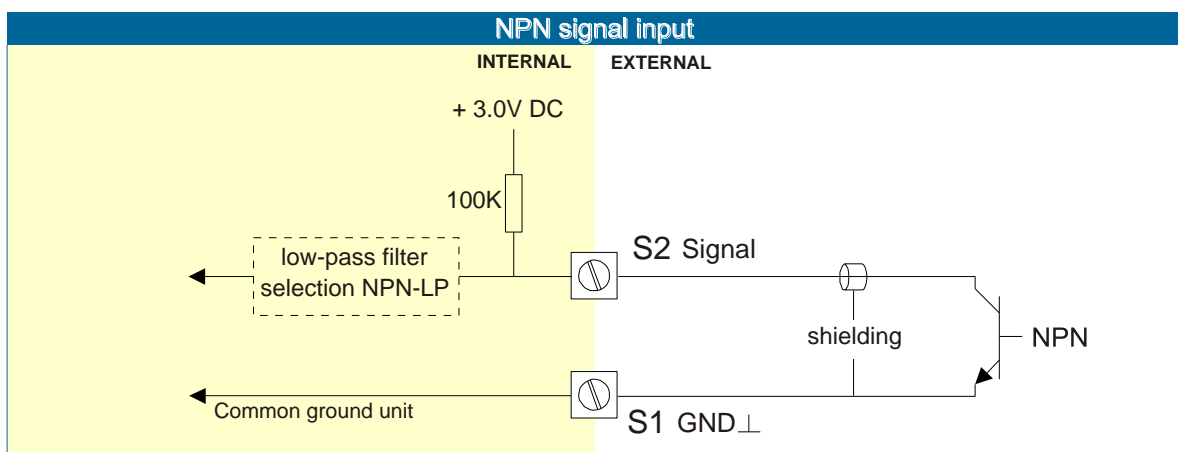 NPN signal input
INTERNAL EXTERNAL
+ 3.0V DC
100K
low-pass filter
selection NPN-LP
S2 Signal
shielding
NPN
Common ground unit
S1 GND⊥